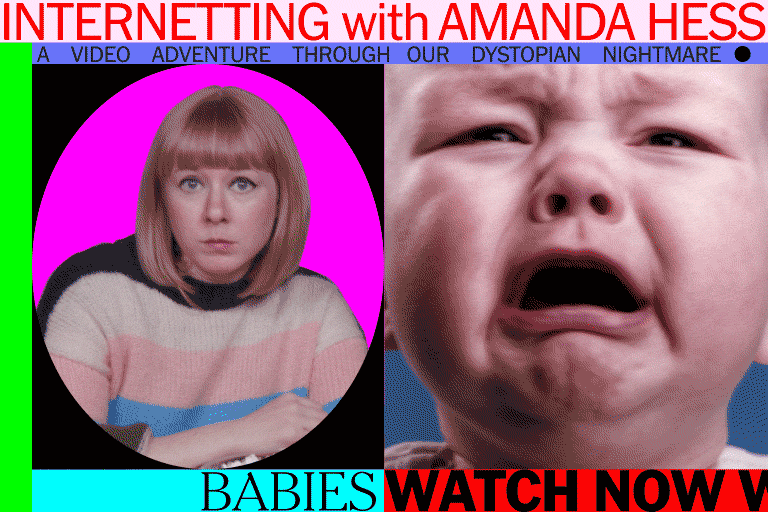 INTERNETTING with AMANDA HESS
A VIDEO ADVENTURE THROUGH OUR DYSTOPIAN NIGHTMARE
BABIES
WATCH NOW W